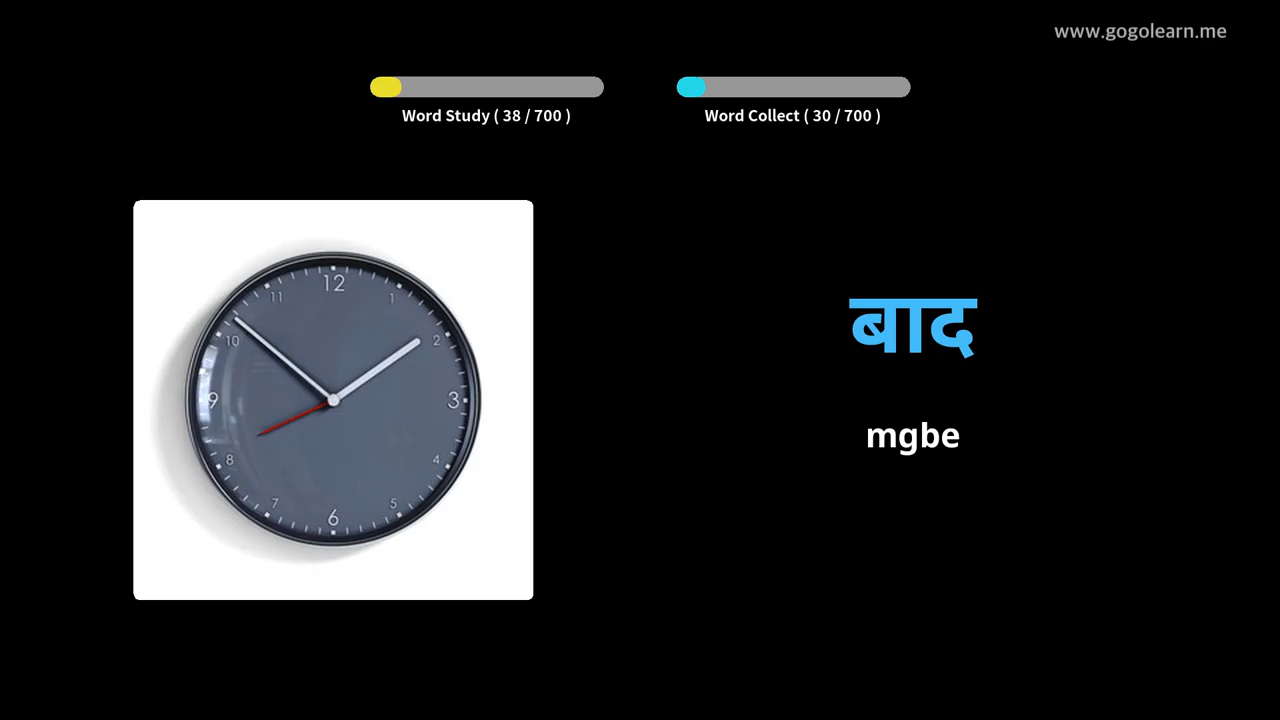 www.gogolearn.me
Word Study ( 38 / 700 )
Word Collect ( 30 / 700 )
12
11
1
10
2
9
3
8
4
7
5
6
बाद
mgbe